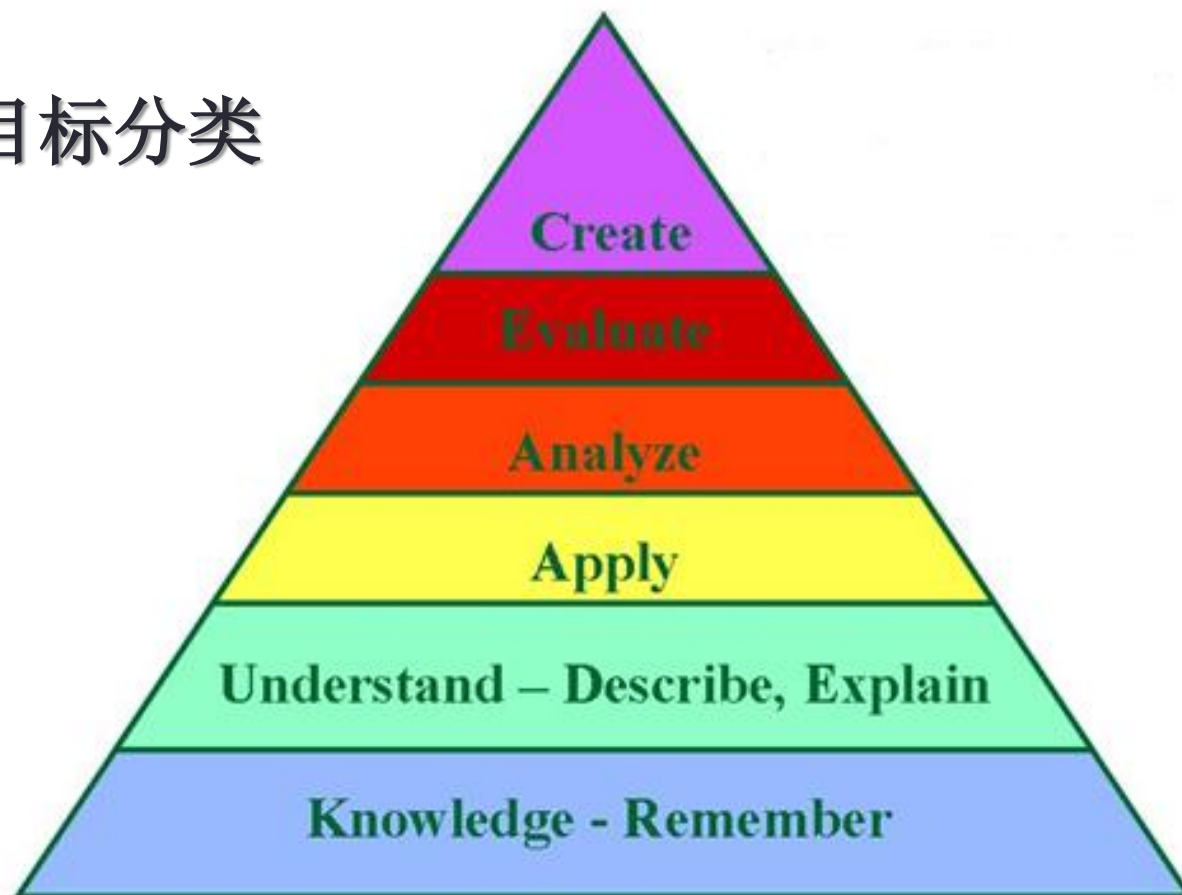 目标分类
Create
Evaluate
Analyze
Apply
Understand – Describe, Explain
Knowledge - Remember